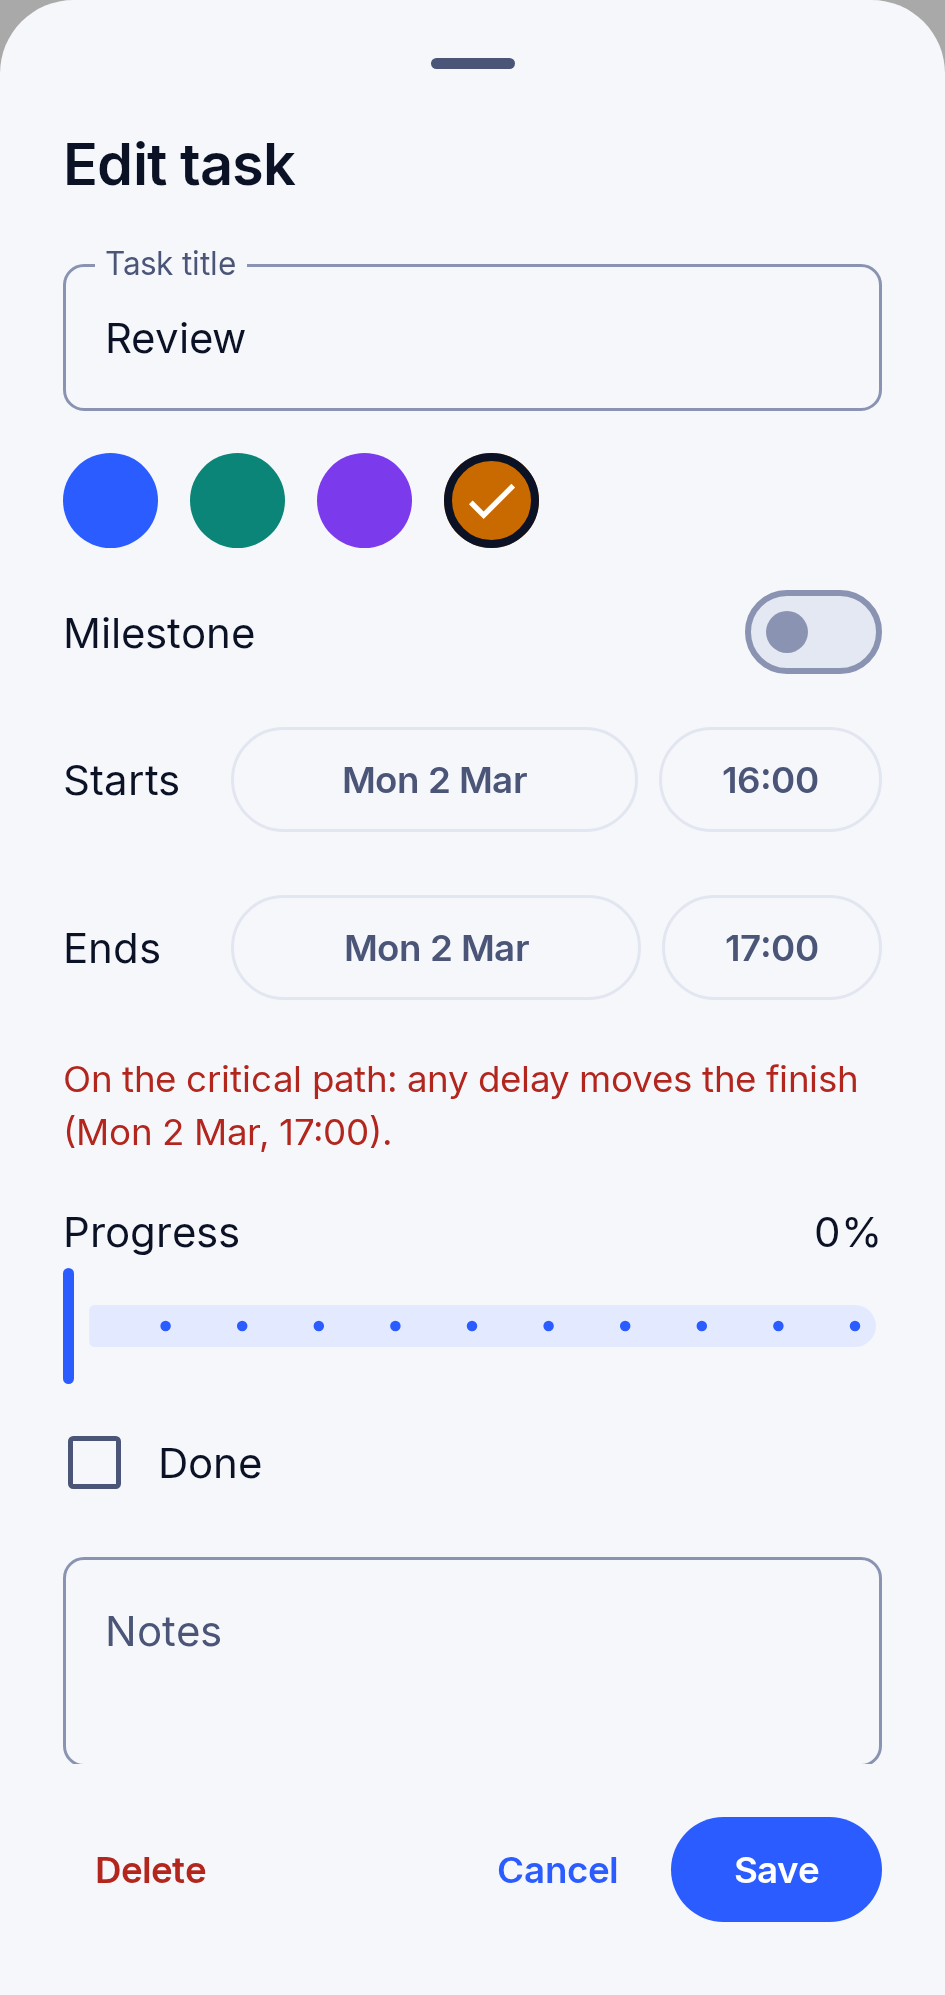 Edit task
Task title
Review
Milestone
Starts Mon 2 Mar 16:00
Ends Mon 2 Mar 17:00
On the critical path: any delay moves the finish
(Mon 2 Mar, 17:00).
Progress 0%
Done
Notes
Delete Cancel Save